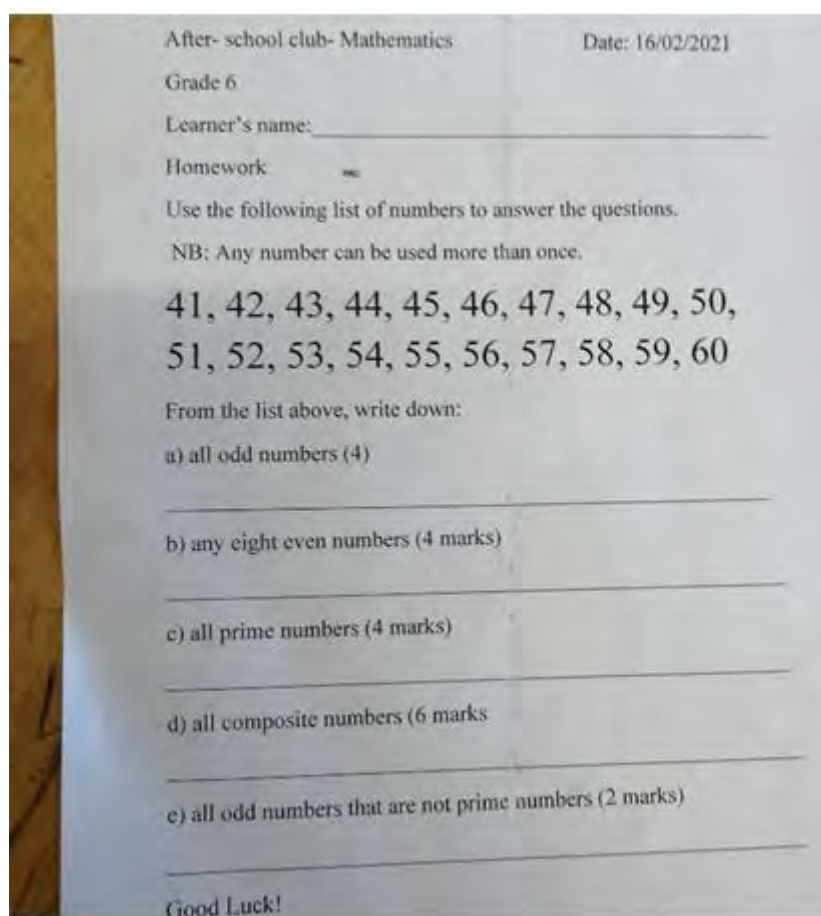 After- school club- Mathematics Date: 16/02/2021
Grade 6
Learner's name:
Homework
Use the following list of numbers to answer the questions.
NB: Any number can be used more than once.
41, 42, 43, 44, 45, 46, 47, 48, 49, 50,
51, 52, 53, 54, 55, 56, 57, 58, 59, 60
From the list above, write down:
a) all odd numbers (4)
b) any eight even numbers (4 marks)
c) all prime numbers (4 marks)
d) all composite numbers (6 marks
e) all odd numbers that are not prime numbers (2 marks)
Good Luck!